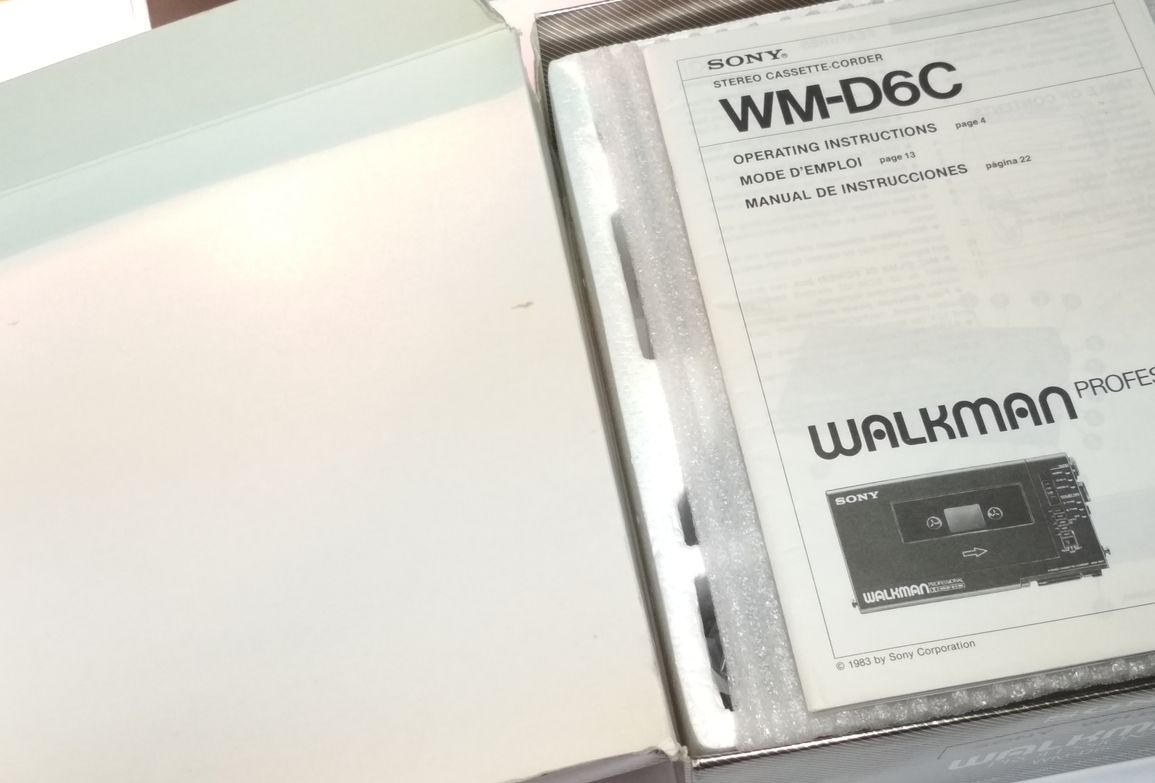 SONY®
STEREO CASSETTE-CORDER
WM-D6C
OPERATING INSTRUCTIONS page 4
MODE D'EMPLOI page 13
MANUAL DE INSTRUCCIONES página 22
WALKMAN PROFES
SONY
WALKMAN PROFESSIONAL
© 1983 by Sony Corporation
WALKM